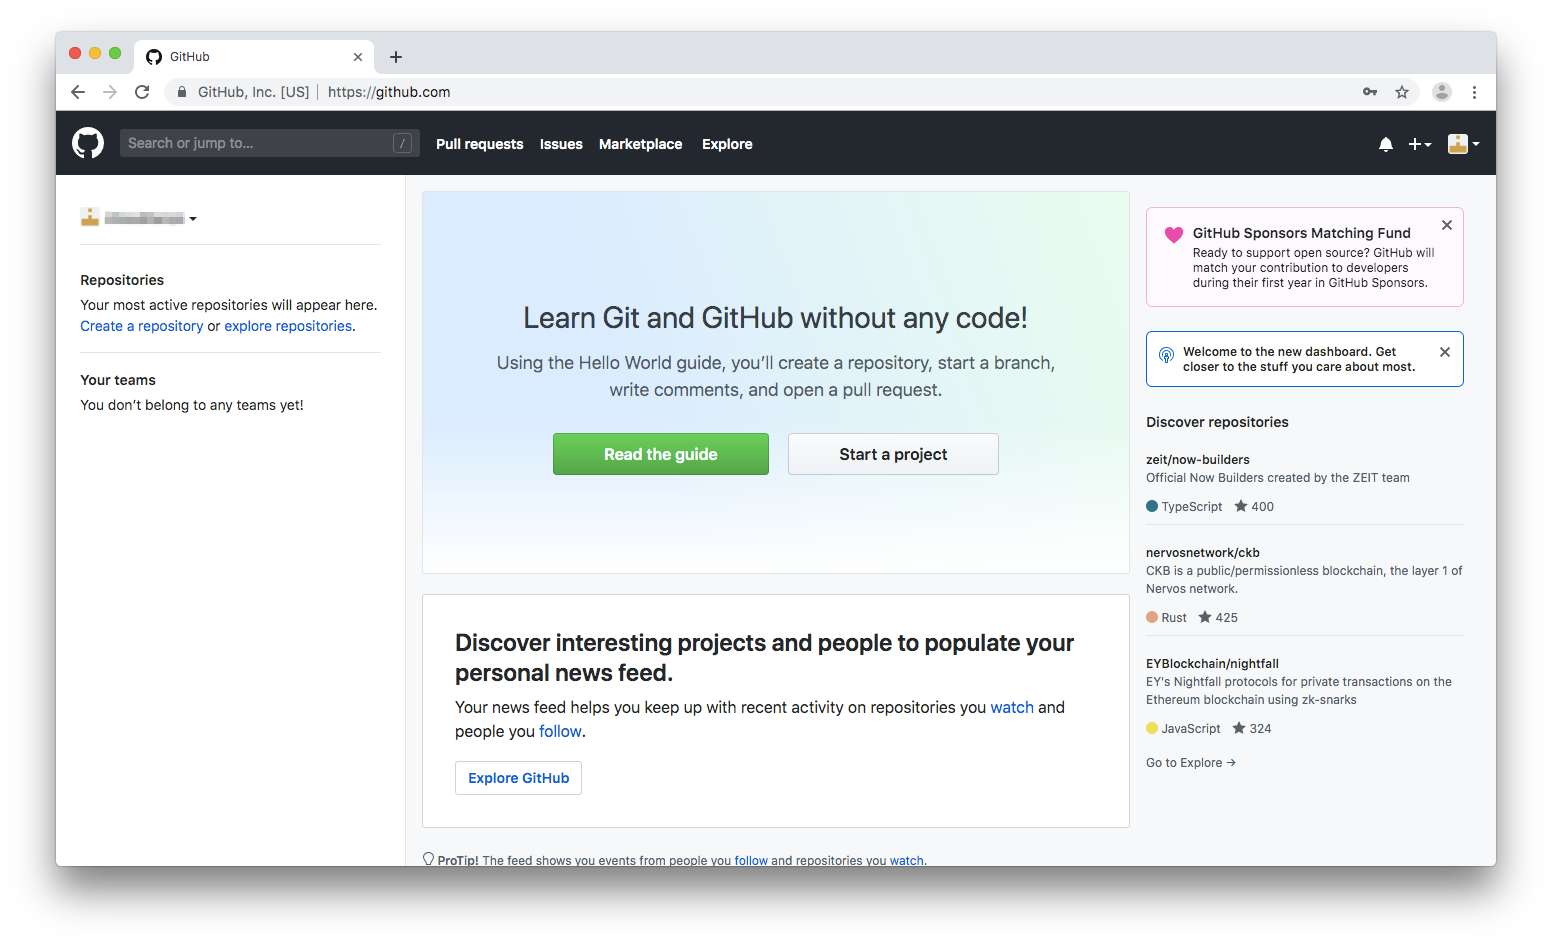 GitHub
GitHub, Inc. [US] | https://github.com
Search or jump to... /
Pull requests Issues Marketplace Explore
Repositories
Your most active repositories will appear here.
Create a repository or explore repositories.
Your teams
You don’t belong to any teams yet!
Learn Git and GitHub without any code!
Using the Hello World guide, you’ll create a repository, start a branch,
write comments, and open a pull request.
Read the guide
Start a project
Discover interesting projects and people to populate your
personal news feed.
Your news feed helps you keep up with recent activity on repositories you watch and
people you follow.
Explore GitHub
ProTip! The feed shows you events from people you follow and repositories you watch.
GitHub Sponsors Matching Fund
Ready to support open source? GitHub will
match your contribution to developers
during their first year in GitHub Sponsors.
Welcome to the new dashboard. Get
closer to the stuff you care about most.
Discover repositories
zeit/now-builders
Official Now Builders created by the ZEIT team
TypeScript ★ 400
nervosnetwork/ckb
CKB is a public/permissionless blockchain, the layer 1 of
Nervos network.
Rust ★ 425
EYBlockchain/nightfall
EY's Nightfall protocols for private transactions on the
Ethereum blockchain using zk-snarks
JavaScript ★ 324
Go to Explore →